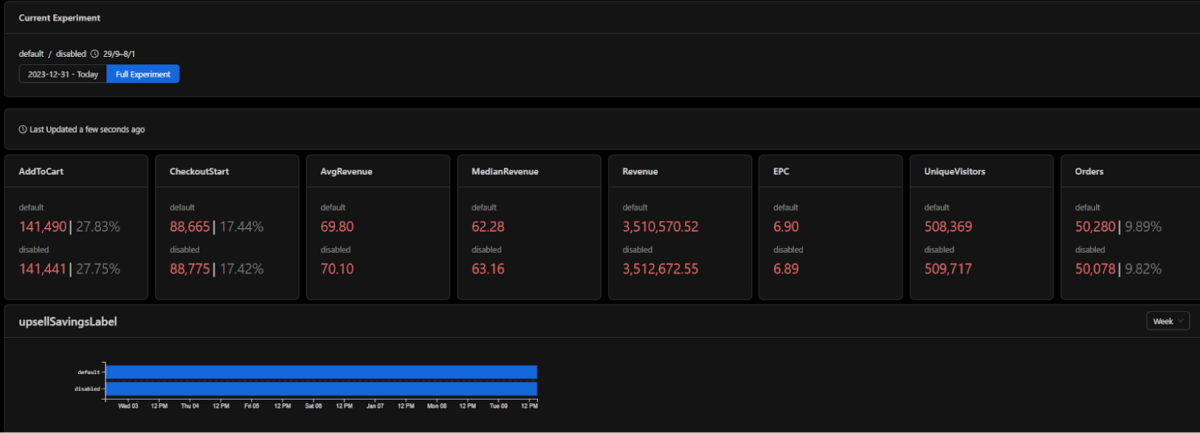 Current Experiment
default / disabled 29/9-8/1
2023-12-31 - Today Full Experiment
Last Updated a few seconds ago
AddToCart CheckoutStart AvgRevenue MedianRevenue Revenue EPC UniqueVisitors Orders
default default default default default default default default
141,490 | 27.83% 88,665 | 17.44% 69.80 62.28 3,510,570.52 6.90 508,369 50,280 | 9.89%
disabled disabled disabled disabled disabled disabled disabled disabled
141,441 | 27.75% 88,775 | 17.42% 70.10 63.16 3,512,672.55 6.89 509,717 50,078 | 9.82%
upsellSavingsLabel Week
default
disabled
Wed 03 12 PM Thu 04 12 PM Fri 05 12 PM Sat 06 12 PM Jan 07 12 PM Mon 08 12 PM Tue 09 12 PM